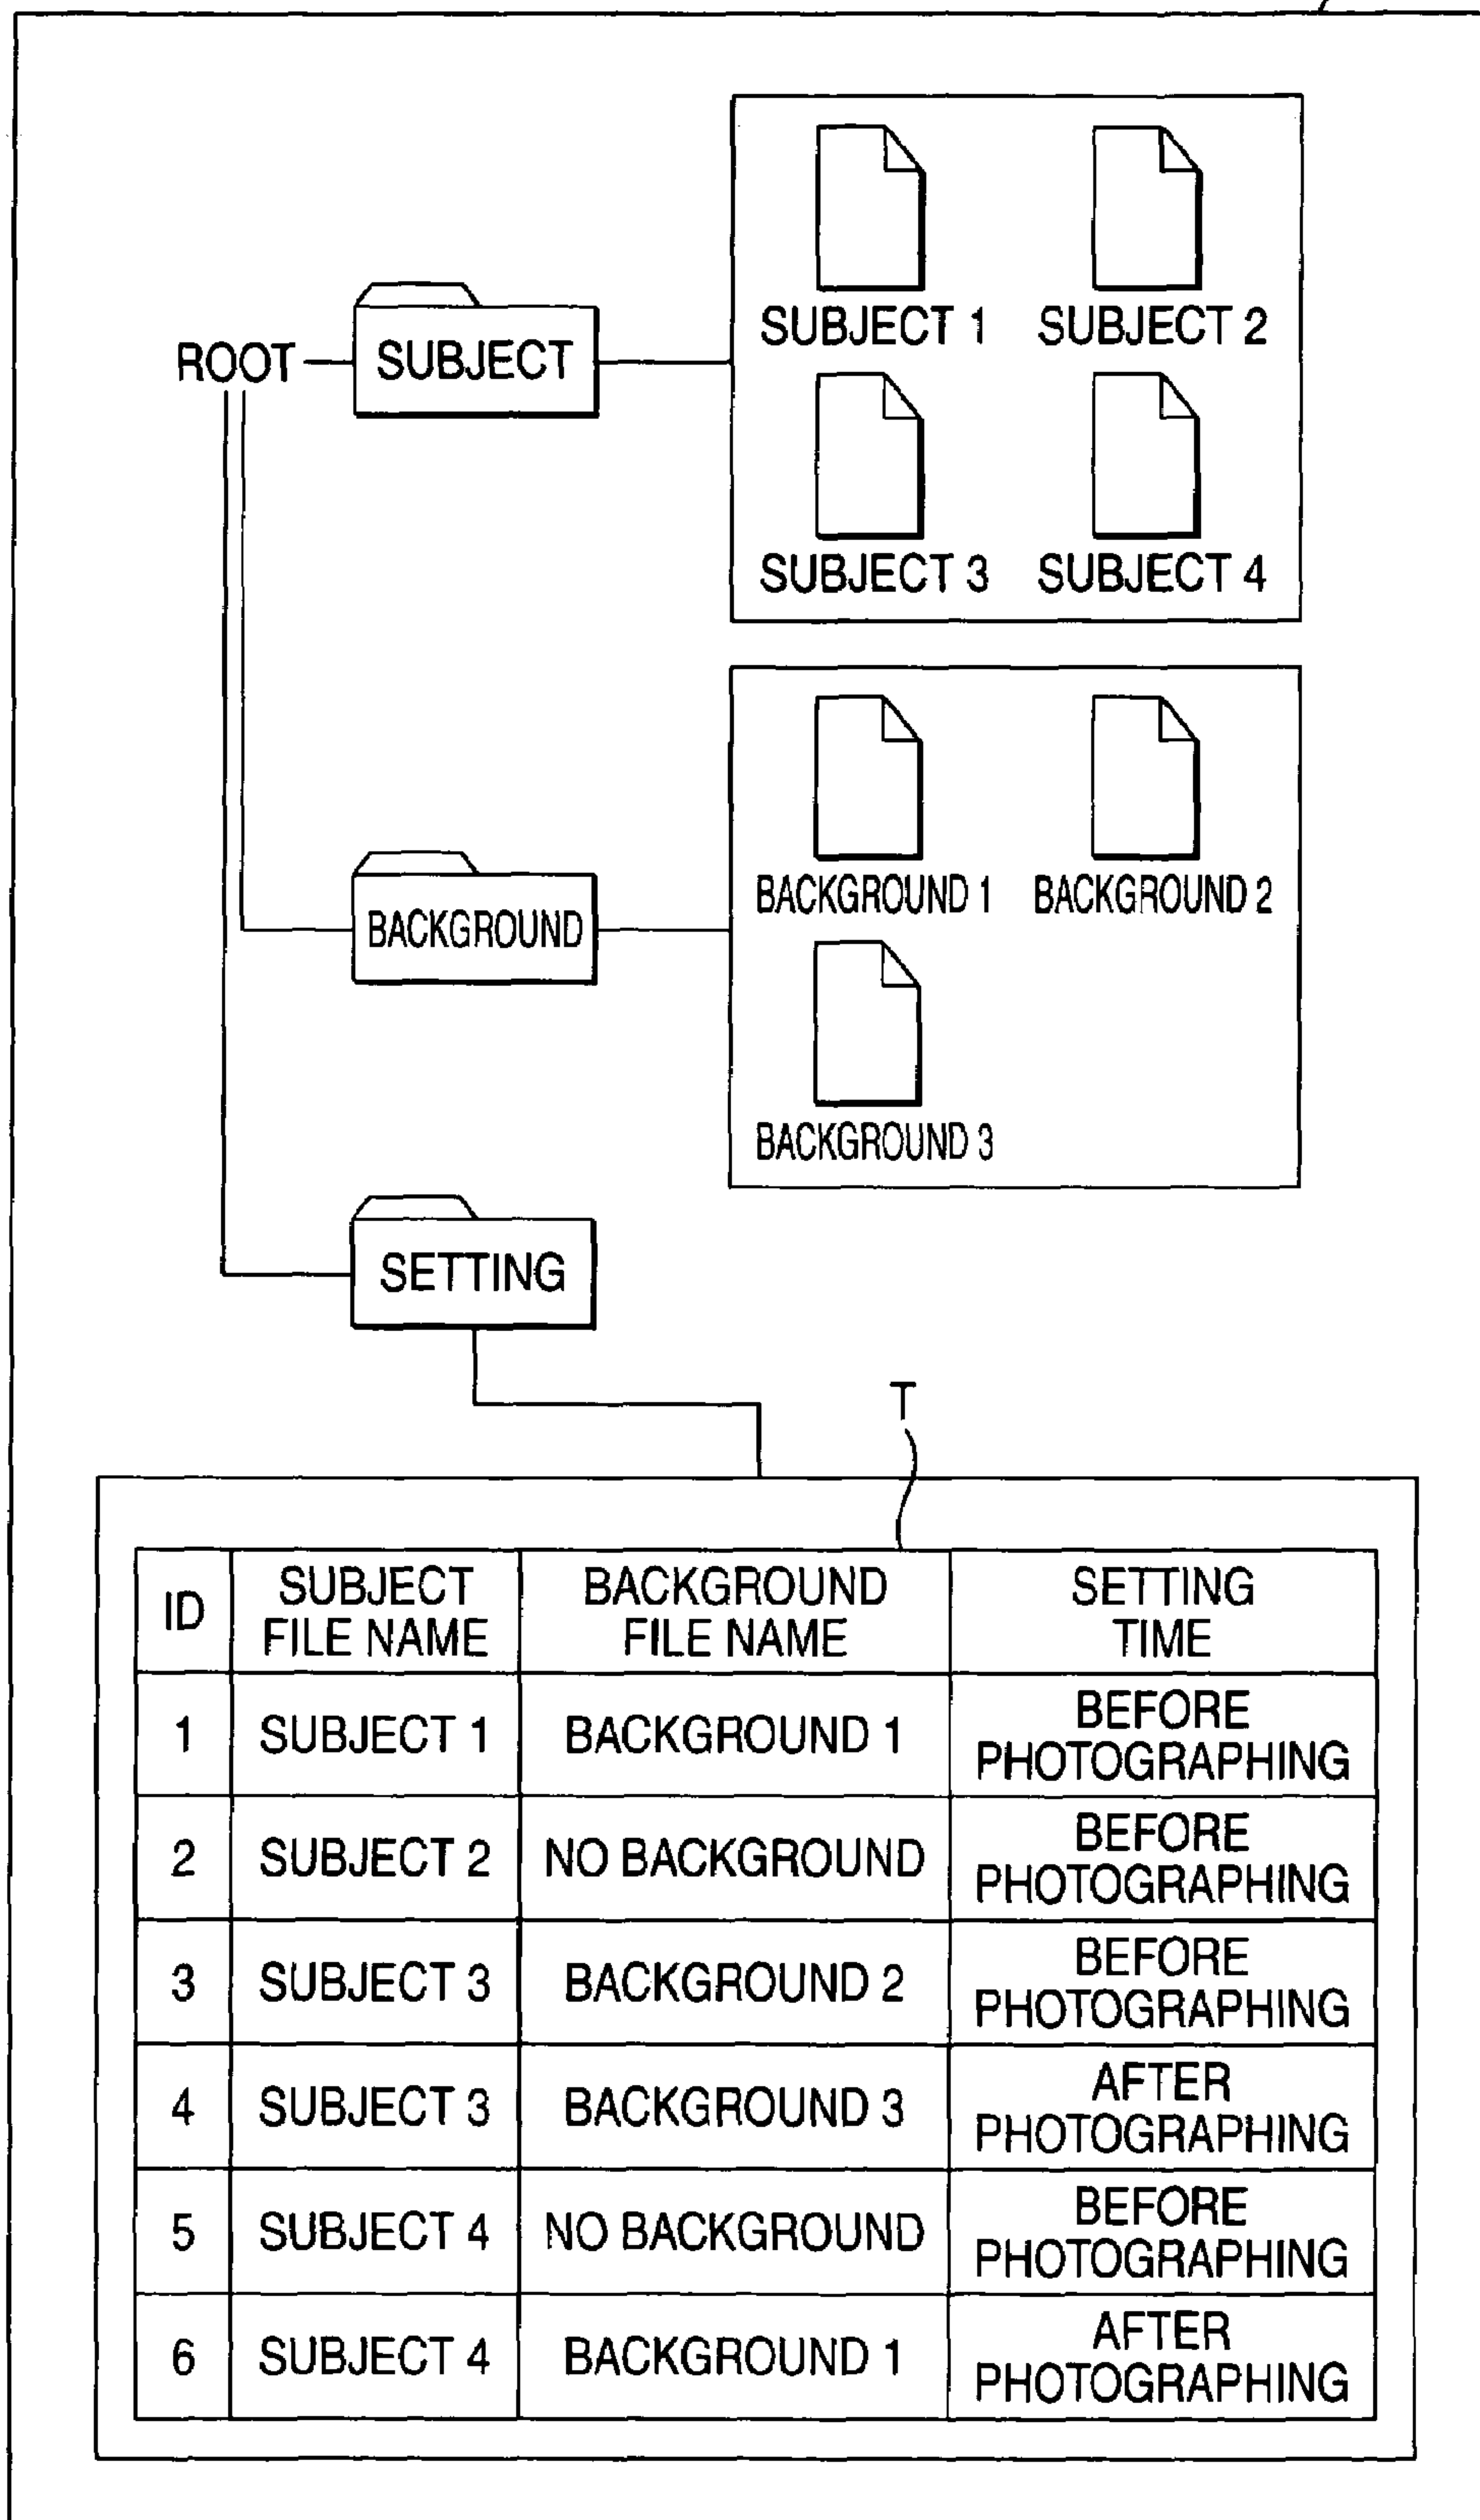 SUBJECT 1 SUBJECT 2
ROOT SUBJECT
SUBJECT 3 SUBJECT 4
BACKGROUND 1 BACKGROUND 2
BACKGROUND
BACKGROUND 3
SETTING
T
ID SUBJECT FILE NAME BACKGROUND FILE NAME SETTING TIME
1 SUBJECT 1 BACKGROUND 1 BEFORE PHOTOGRAPHING
2 SUBJECT 2 NO BACKGROUND BEFORE PHOTOGRAPHING
3 SUBJECT 3 BACKGROUND 2 BEFORE PHOTOGRAPHING
4 SUBJECT 3 BACKGROUND 3 AFTER PHOTOGRAPHING
5 SUBJECT 4 NO BACKGROUND BEFORE PHOTOGRAPHING
6 SUBJECT 4 BACKGROUND 1 AFTER PHOTOGRAPHING